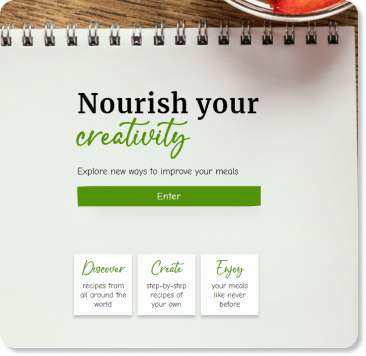 Nourish your
creativity
Explore new ways to improve your meals
Enter
Discover
recipes from
all around the
world
Create
step-by-step
recipes of
your own
Enjoy
your meals
like never
before